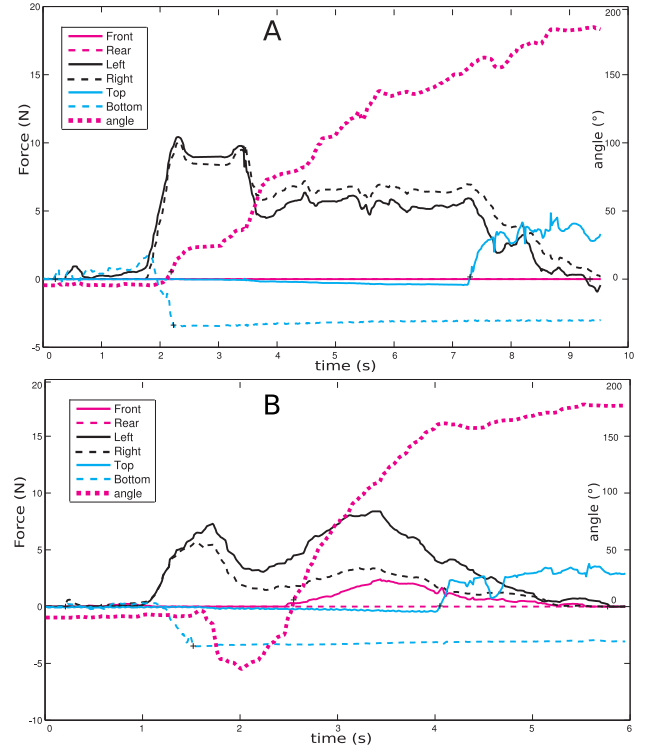 A
Front
Rear
Left
Right
Top
Bottom
angle
20
15
10
5
0
-5
Force (N)
200
150
100
50
0
angle (°)
0 1 2 3 4 5 6 7 8 9 10
time (s)
B
Front
Rear
Left
Right
Top
Bottom
angle
20
15
10
5
0
-5
-10
Force (N)
200
150
100
50
0
angle (°)
0 1 2 3 4 5 6
time (s)